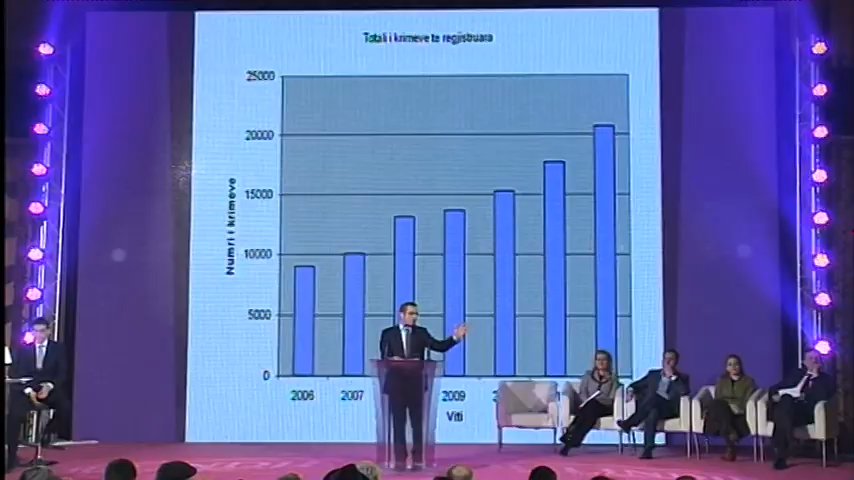 Totali i krimeve te regjistruara
25000
20000
15000
10000
5000
0
Numri i krimeve
2006 2007 2009
Viti